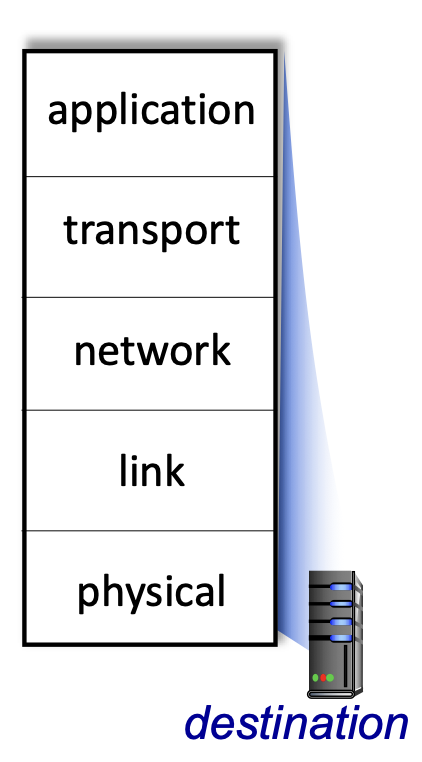 application
transport
network
link
physical
destination